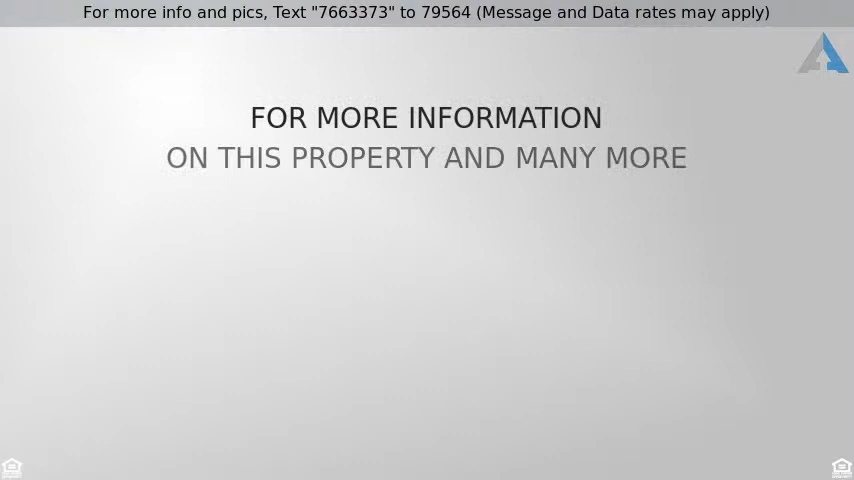 For more info and pics, Text "7663373" to 79564 (Message and Data rates may apply)
FOR MORE INFORMATION
ON THIS PROPERTY AND MANY MORE